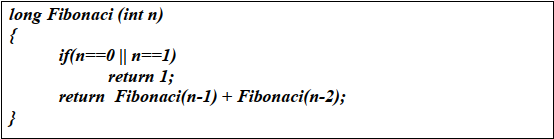 long Fibonaci (int n)
{
if(n==0 || n==1)
return 1;
return Fibonaci(n-1) + Fibonaci(n-2);
}